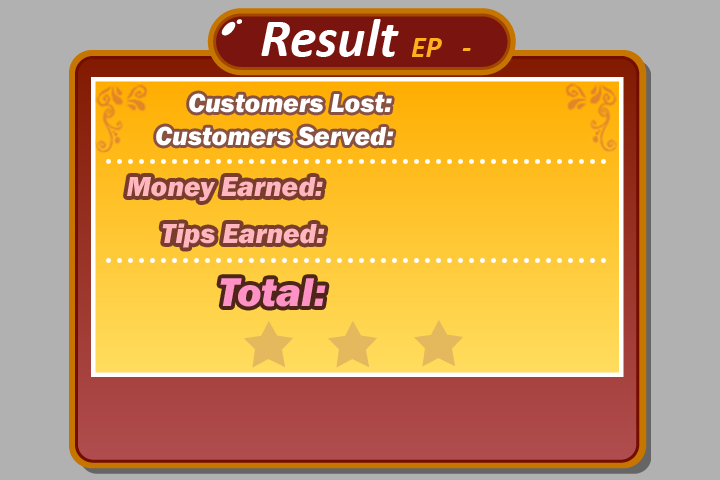 Result EP -
Customers Lost:
Customers Served:
Money Earned:
Tips Earned:
Total: